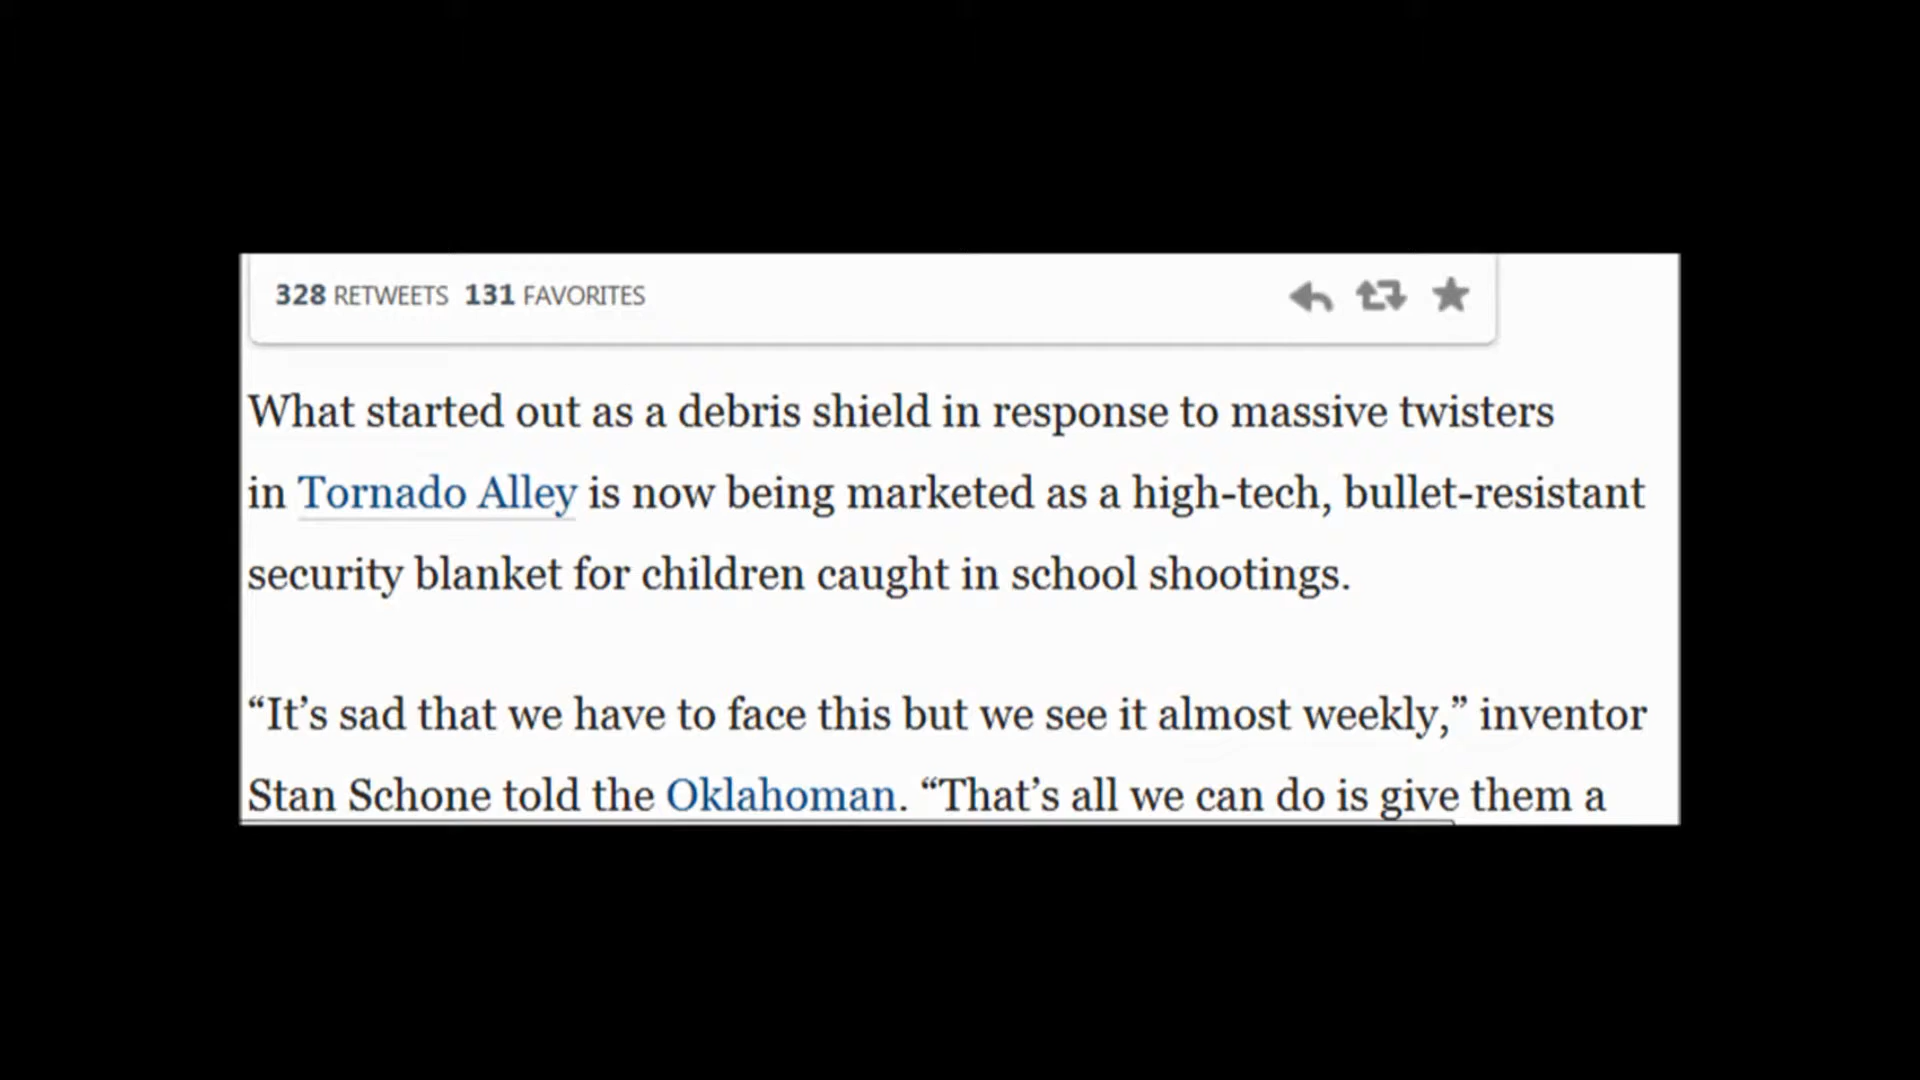 328 RETWEETS 131 FAVORITES
What started out as a debris shield in response to massive twisters
in Tornado Alley is now being marketed as a high-tech, bullet-resistant
security blanket for children caught in school shootings.
“It’s sad that we have to face this but we see it almost weekly,” inventor
Stan Schone told the Oklahoman. “That’s all we can do is give them a